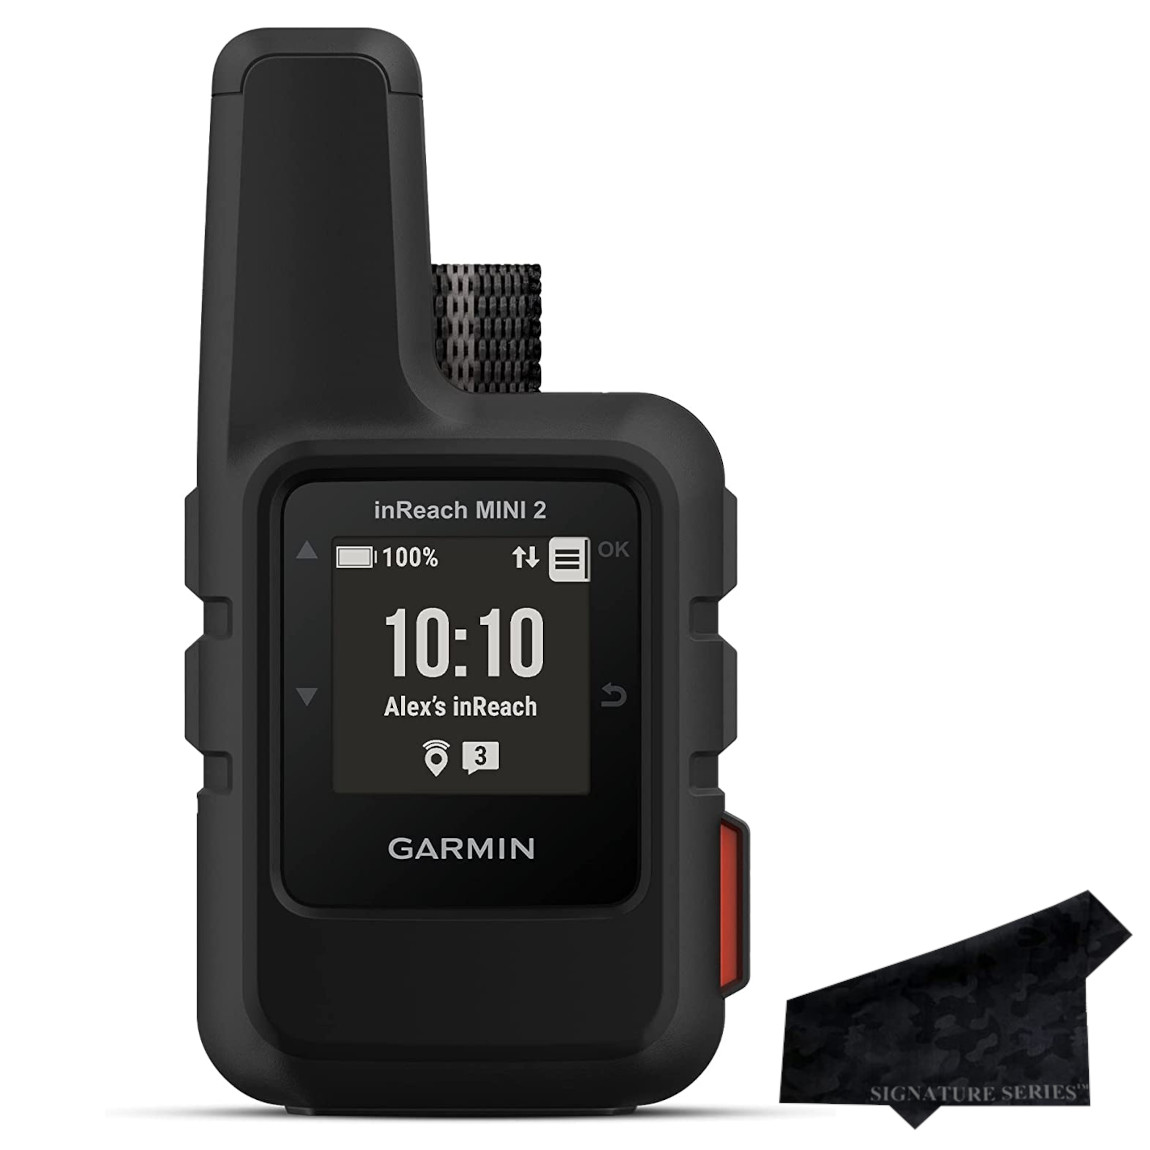 inReach MINI 2
100%
OK
10:10
Alex's inReach
3
GARMIN
SIGNATURE SERIES™